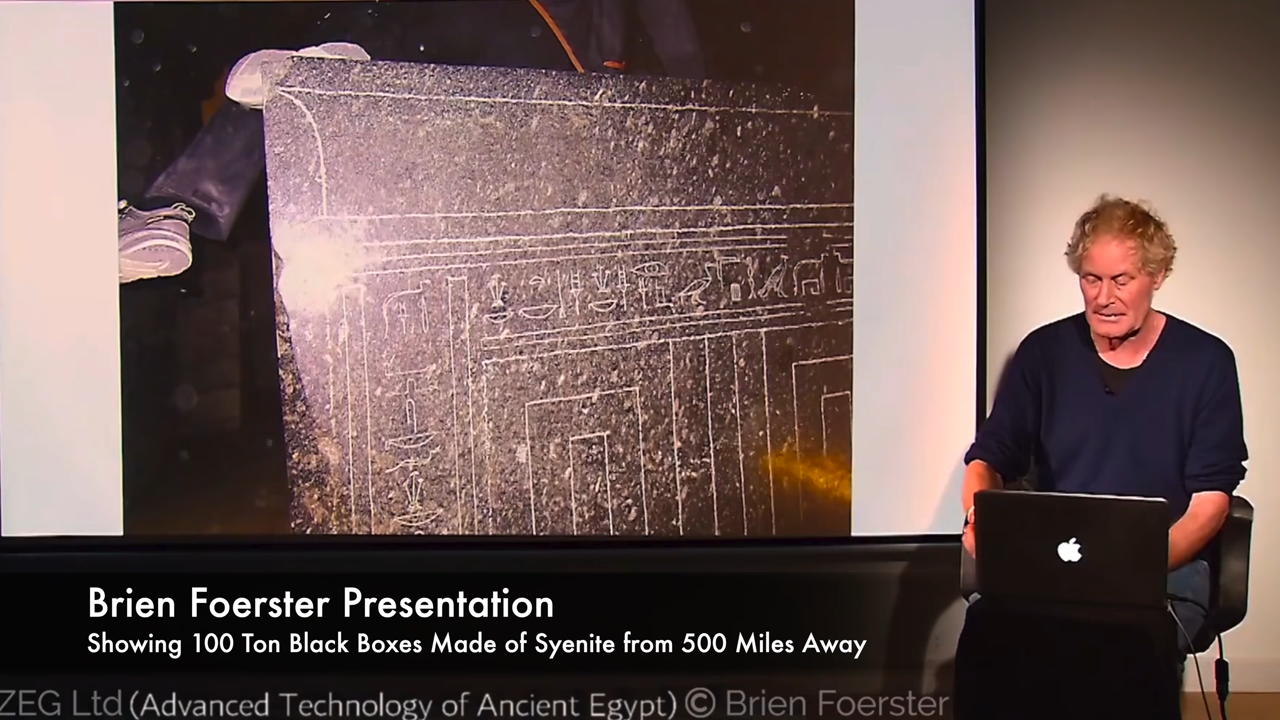 Brien Foerster Presentation
Showing 100 Ton Black Boxes Made of Syenite from 500 Miles Away
ZEG Ltd (Advanced Technology of Ancient Egypt) © Brien Foerster